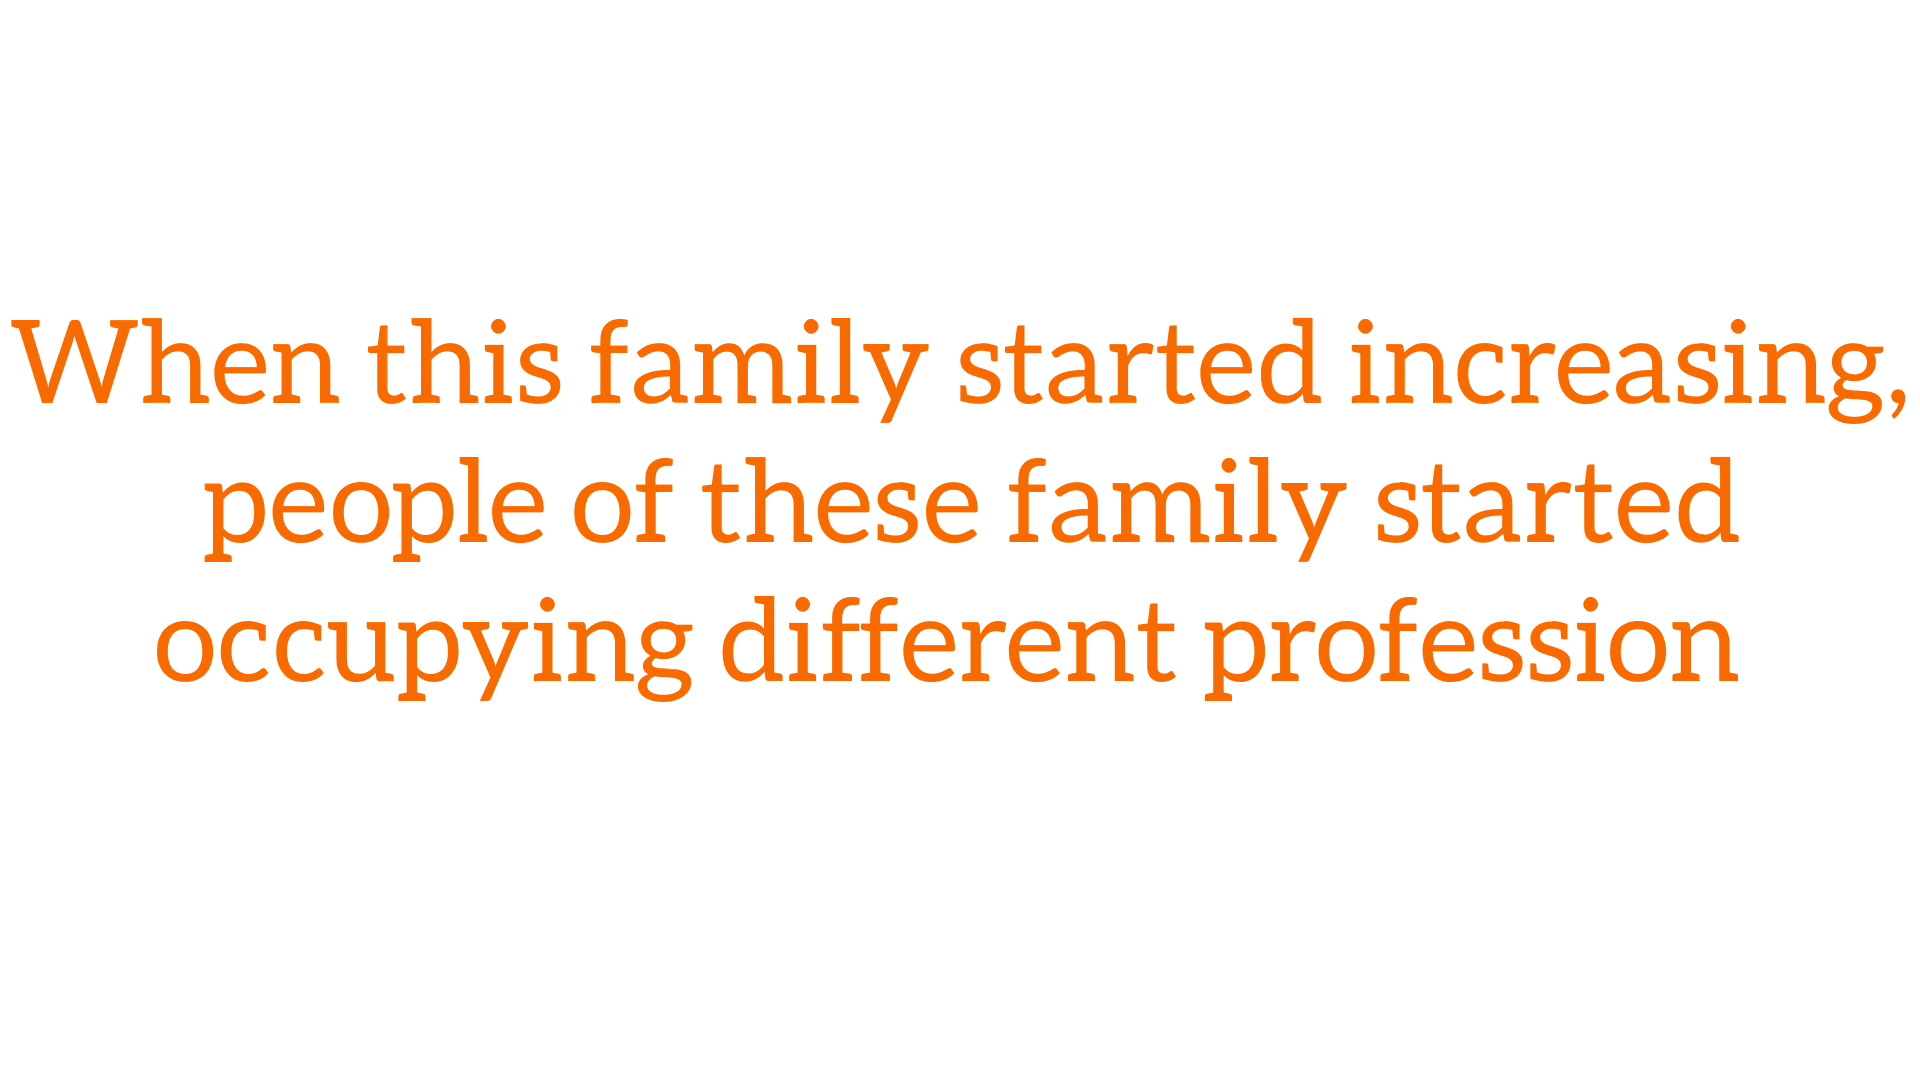 When this family started increasing,
people of these family started
occupying different profession